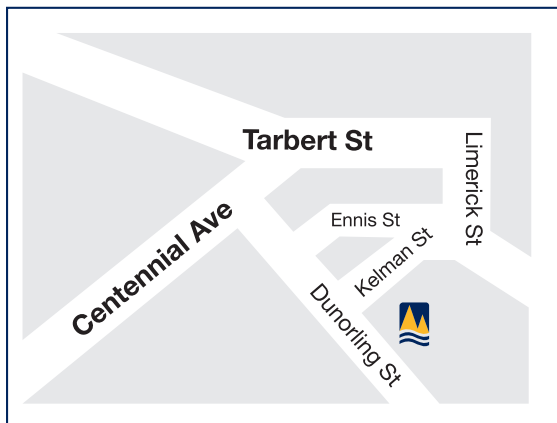 Tarbert St
Limerick St
Centennial Ave
Ennis St
Kelman St
Dunorling St